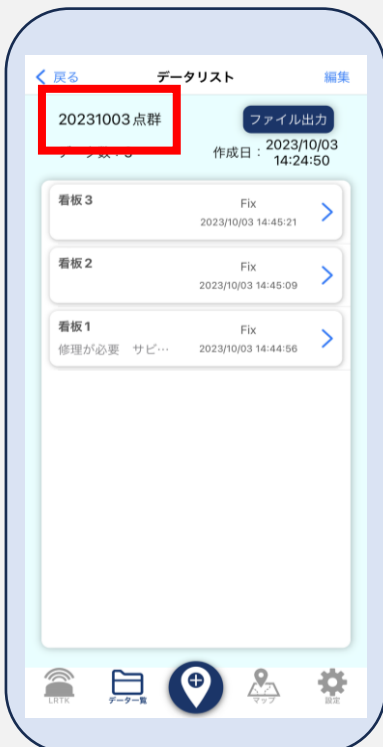 戻る データリスト 編集
20231003点群 ファイル出力
作成日：2023/10/03
14:24:50
看板3 Fix
2023/10/03 14:45:21
看板2 Fix
2023/10/03 14:45:09
看板1 Fix
修理が必要 サビ… 2023/10/03 14:44:56
LRTK データ一覧 マップ 設定